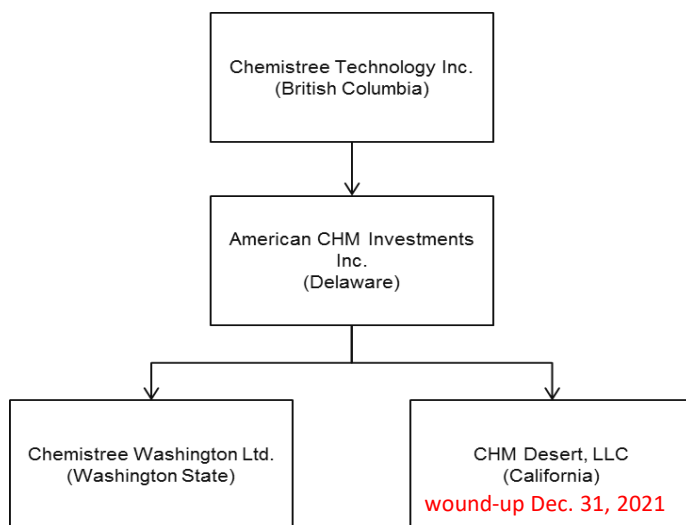 Chemistree Technology Inc.
(British Columbia)
American CHM Investments
Inc.
(Delaware)
Chemistree Washington Ltd.
(Washington State)
CHM Desert, LLC
(California)
wound-up Dec. 31, 2021